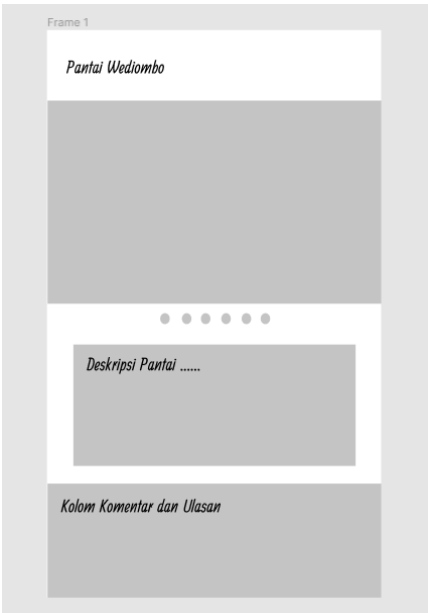 Frame 1
Pantai Wediombo
Deskripsi Pantai ......
Kolom Komentar dan Ulasan